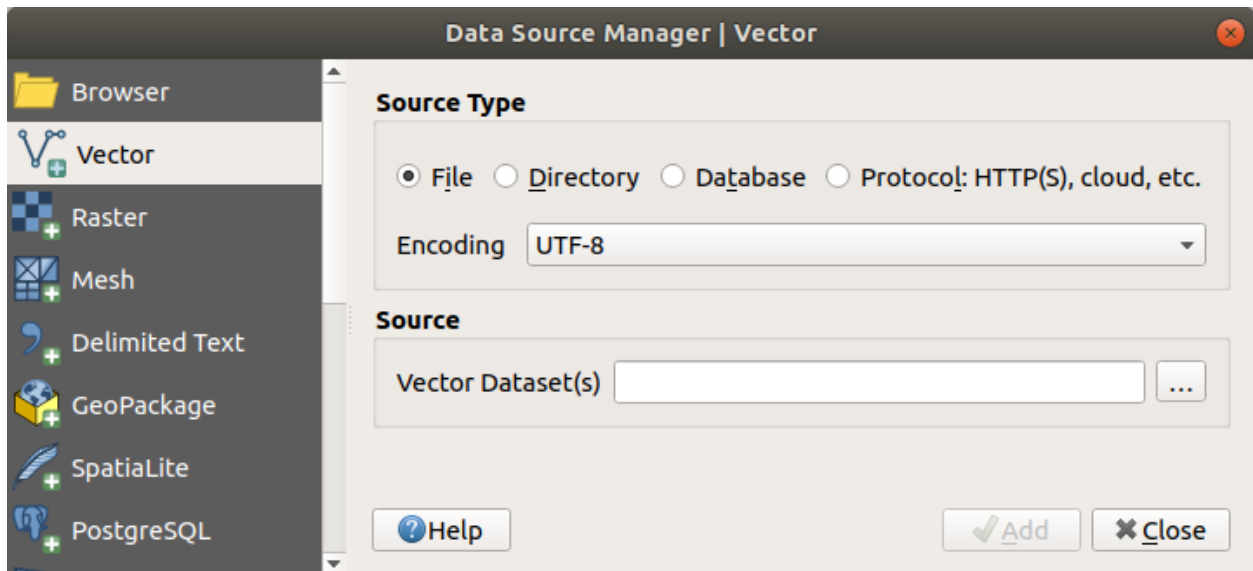 Data Source Manager | Vector
Browser
Vector
Raster
Mesh
Delimited Text
GeoPackage
SpatiaLite
PostgreSQL
Source Type
File Directory Database Protocol: HTTP(S), cloud, etc.
Encoding UTF-8
Source
Vector Dataset(s) ...
Help Add Close